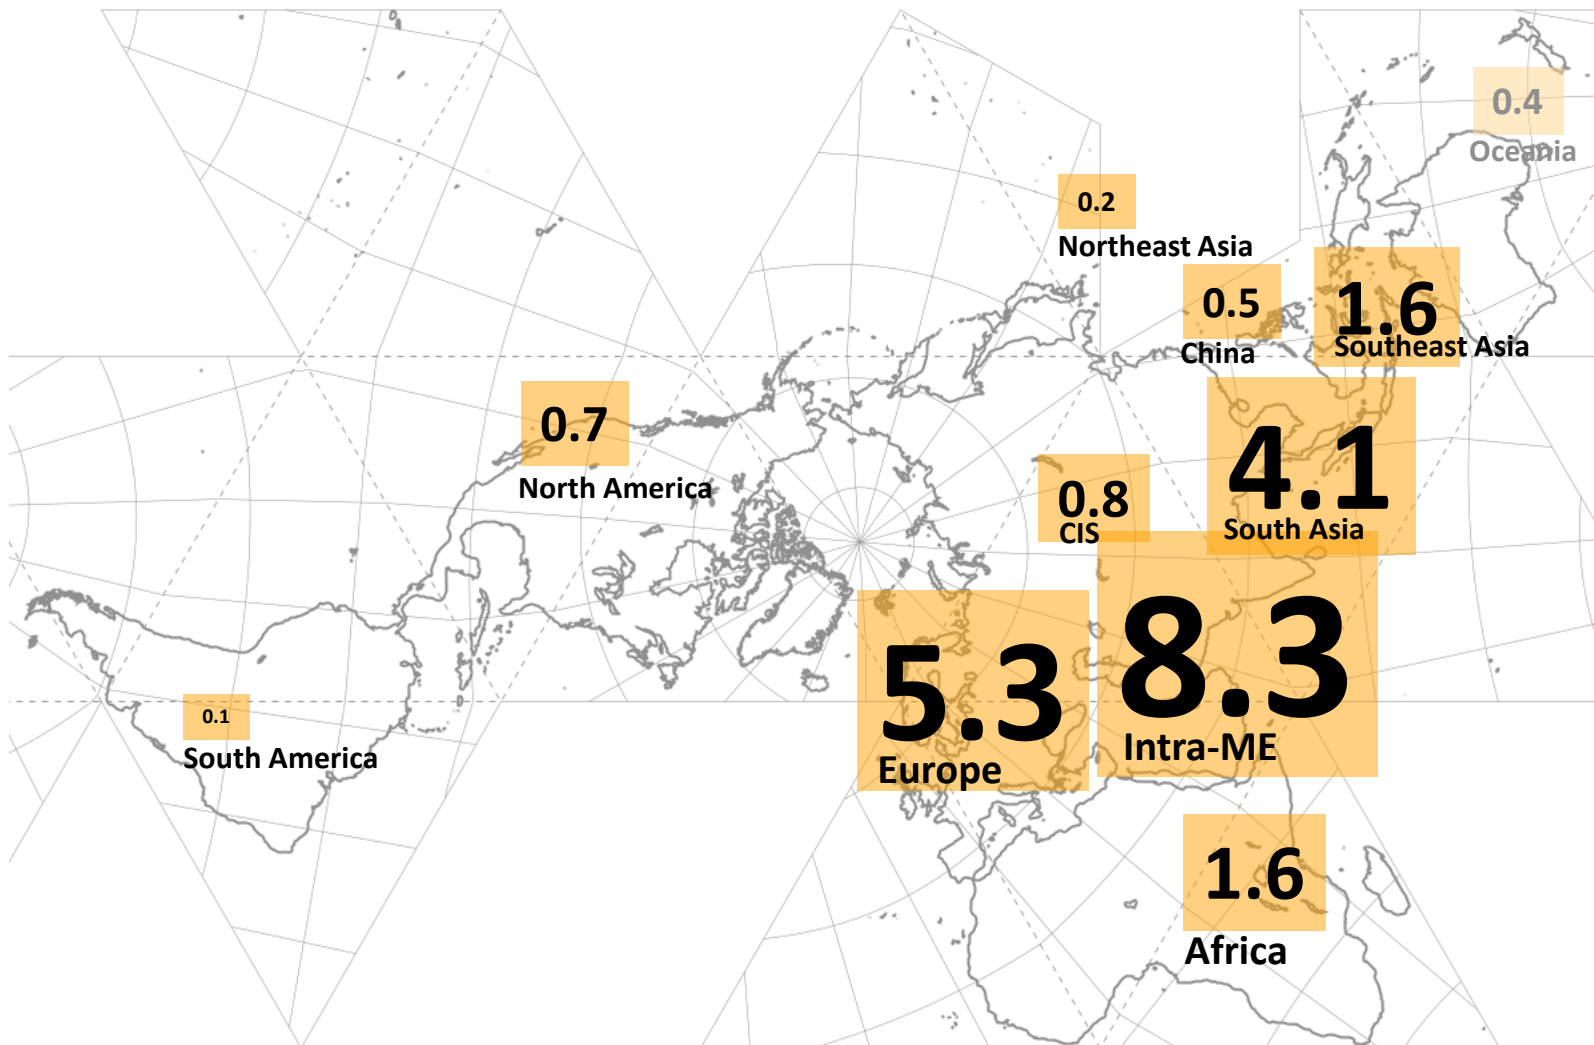 0.4
Oceania
0.2
Northeast Asia
0.5
China
1.6
Southeast Asia
0.7
North America
4.1
South Asia
0.8
CIS
5.3
Europe
8.3
Intra-ME
0.1
South America
1.6
Africa